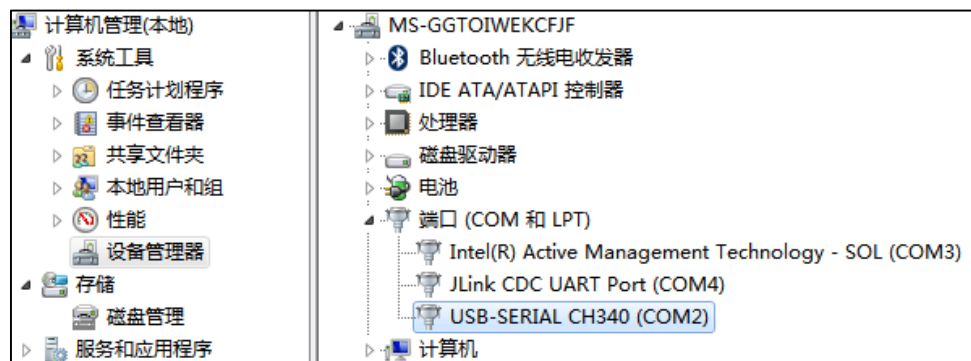 计算机管理(本地)
系统工具
任务计划程序
事件查看器
共享文件夹
本地用户和组
性能
设备管理器
存储
磁盘管理
服务和应用程序
MS-GGTOIWEKCFJF
Bluetooth 无线电收发器
IDE ATA/ATAPI 控制器
处理器
磁盘驱动器
电池
端口 (COM 和 LPT)
Intel(R) Active Management Technology - SOL (COM3)
JLink CDC UART Port (COM4)
USB-SERIAL CH340 (COM2)
计算机